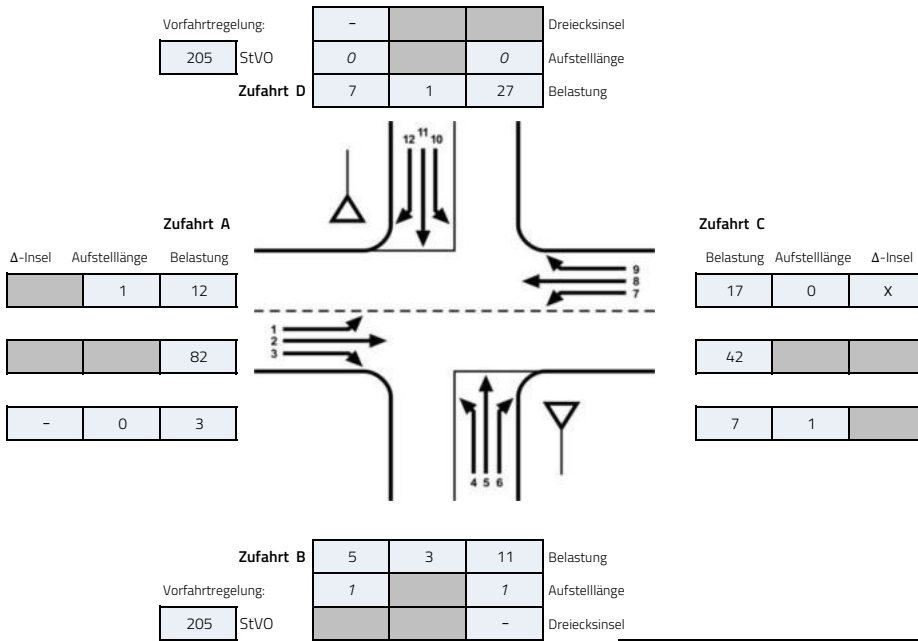 Vorfahrtregelung: - Dreiecksinsel
205 StVO 0 0 Aufstelllänge
Zufahrt D 7 1 27 Belastung
12 11 10
Zufahrt A Zufahrt C
Δ-Insel Aufstelllänge Belastung Belastung Aufstelllänge Δ-Insel
1 12 9 17 0 X
8
7
1
2 82 42
3
- 0 3 7 1
4 5 6
Zufahrt B 5 3 11 Belastung
Vorfahrtregelung: 1 1 Aufstelllänge
205 StVO - Dreiecksinsel